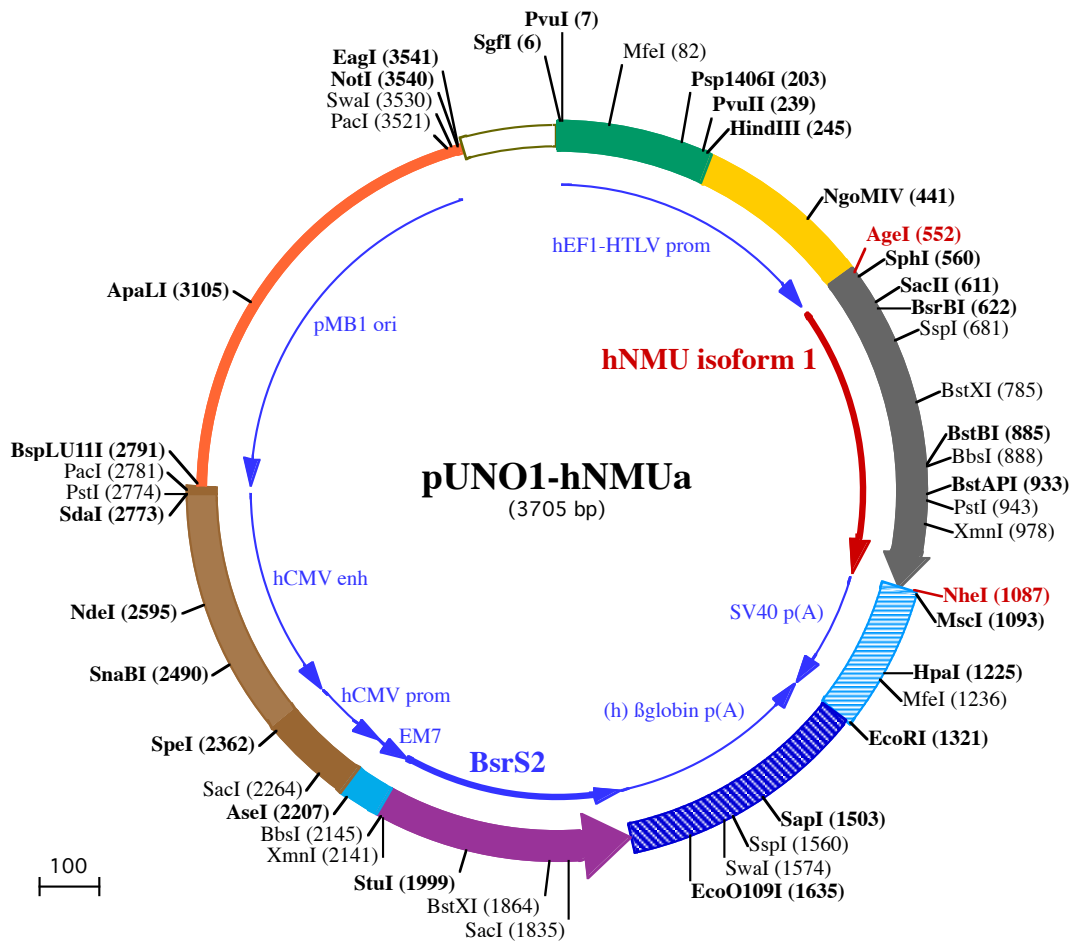 PvuI (7)
SgfI (6)
MfeI (82)
EagI (3541)
NotI (3540)
SwaI (3530)
PacI (3521)
Psp1406I (203)
PvuII (239)
HindIII (245)
NgoMIV (441)
AgeI (552)
SphI (560)
SacII (611)
BsrBI (622)
SspI (681)
BstXI (785)
BstBI (885)
BbsI (888)
BstAPI (933)
PstI (943)
XmnI (978)
NheI (1087)
MscI (1093)
HpaI (1225)
MfeI (1236)
EcoRI (1321)
SapI (1503)
SspI (1560)
SwaI (1574)
EcoO109I (1635)
SacI (1835)
BstXI (1864)
StuI (1999)
XmnI (2141)
BbsI (2145)
AseI (2207)
SacI (2264)
SpeI (2362)
SnaBI (2490)
NdeI (2595)
SdaI (2773)
PstI (2774)
PacI (2781)
BspLU11I (2791)
ApaLI (3105)
hEF1-HTLV prom
pMB1 ori
hNMU isoform 1
pUNO1-hNMUa
(3705 bp)
hCMV enh
SV40 p(A)
hCMV prom
(h) ßglobin p(A)
EM7
BsrS2
100